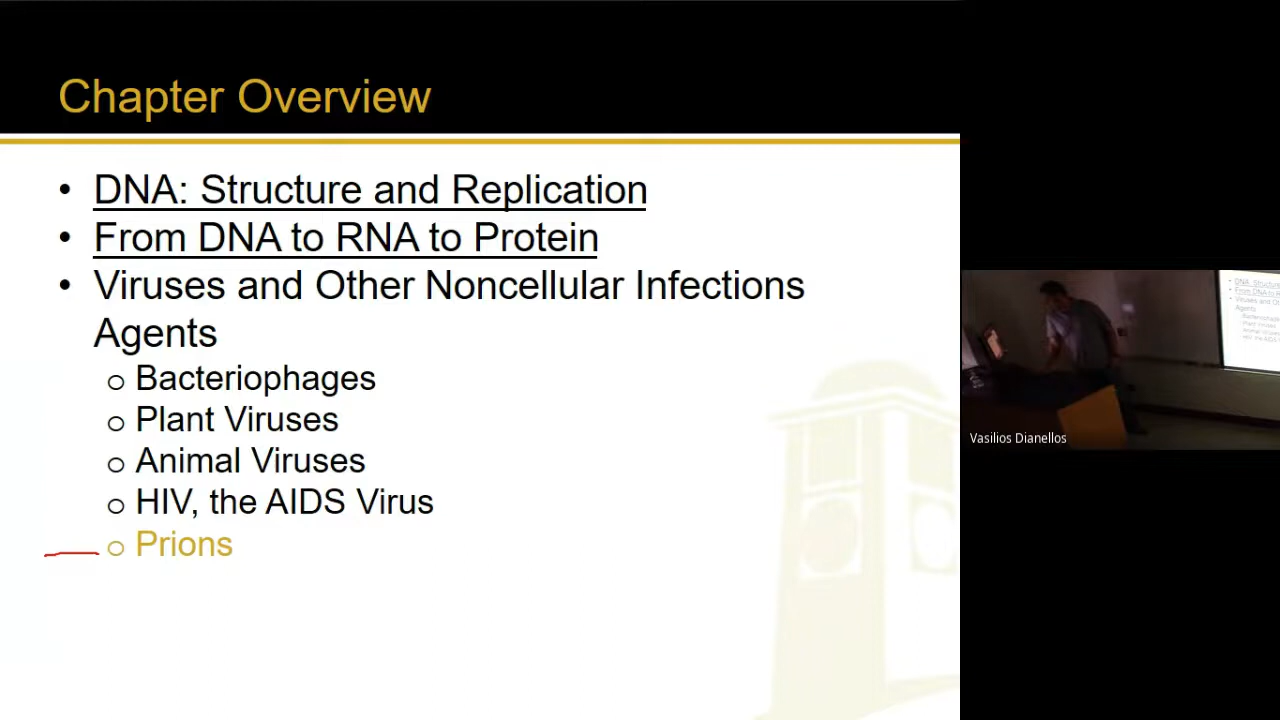 Chapter Overview
• DNA: Structure and Replication
• From DNA to RNA to Protein
• Viruses and Other Noncellular Infections
Agents
o Bacteriophages
o Plant Viruses
o Animal Viruses
o HIV, the AIDS Virus
o Prions
Vasilios Dianellos